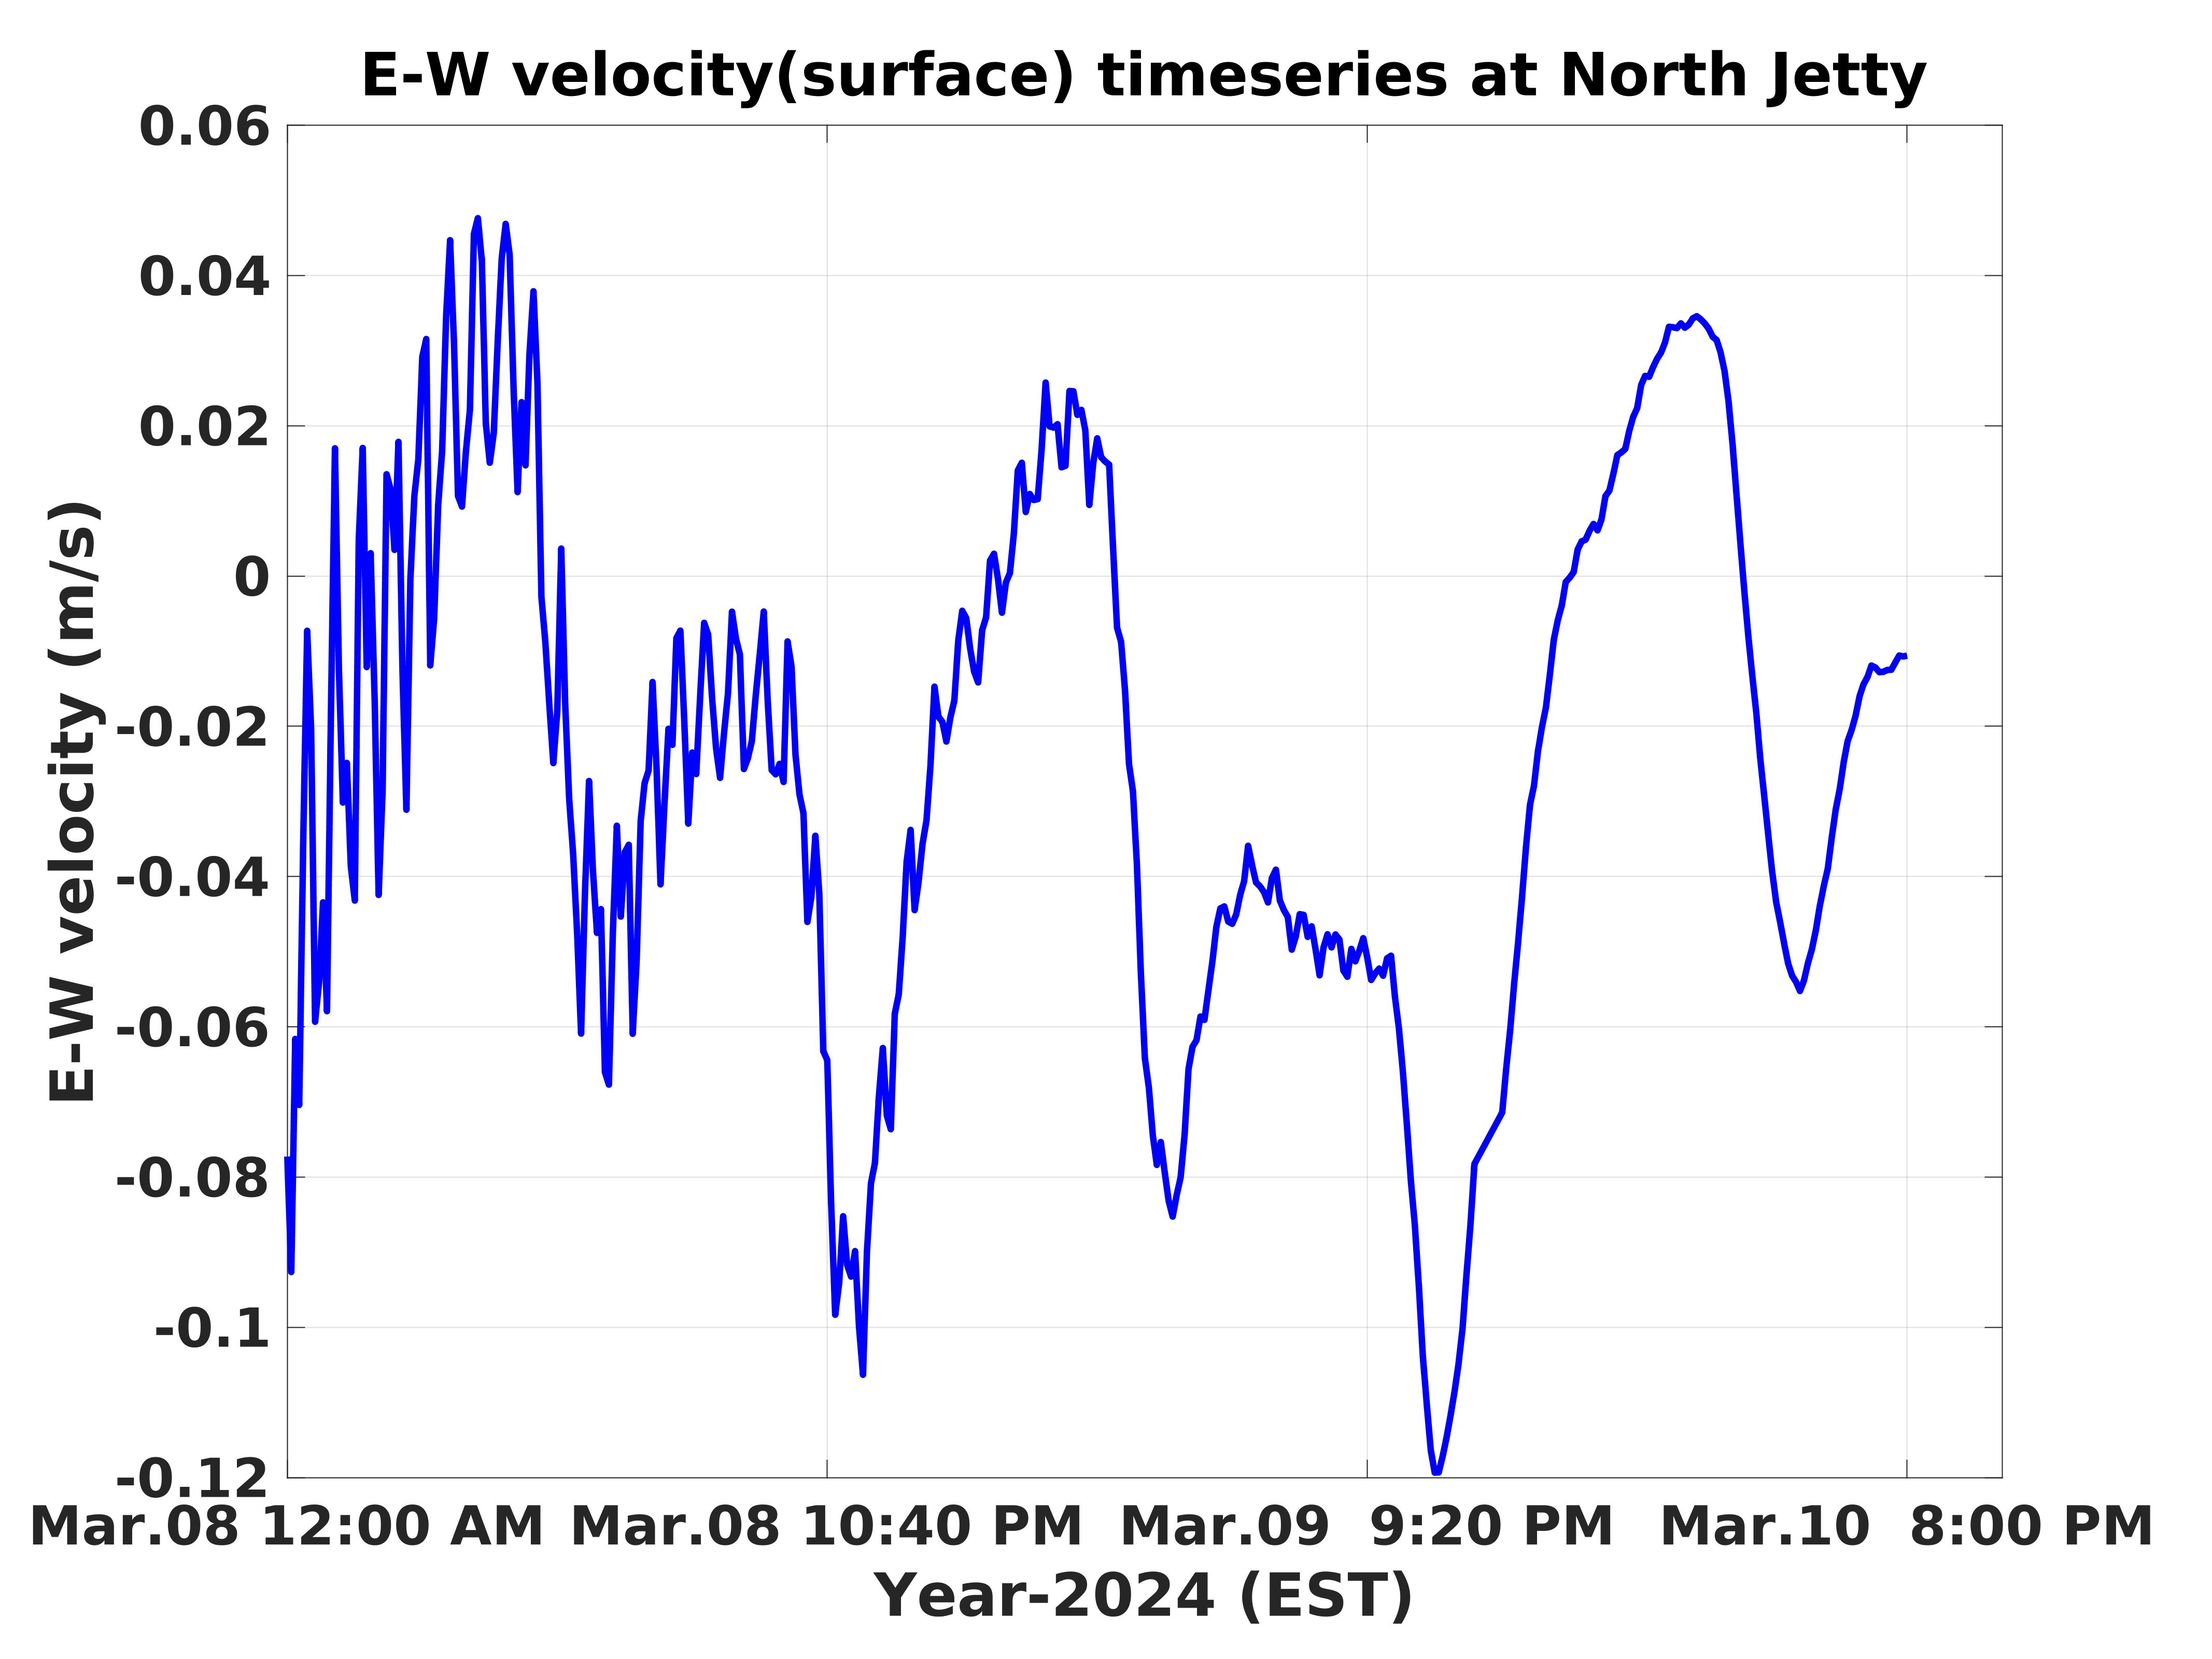 E-W velocity(surface) timeseries at North Jetty
0.06
0.04
0.02
0
-0.02
-0.04
-0.06
-0.08
-0.1
-0.12
E-W velocity (m/s)
Mar.08 12:00 AM Mar.08 10:40 PM Mar.09 9:20 PM Mar.10 8:00 PM
Year-2024 (EST)